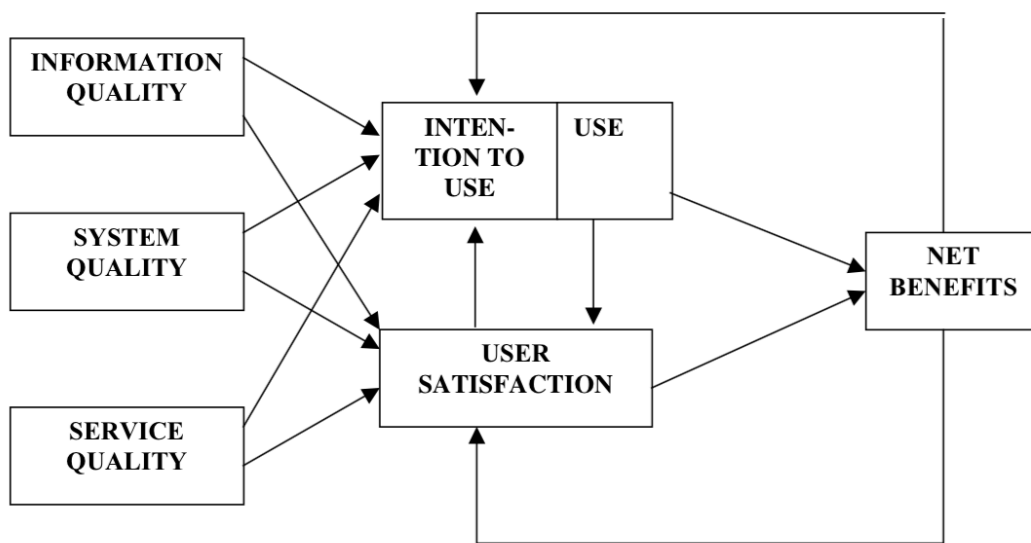 INFORMATION
QUALITY
INTEN-
TION TO
USE
USE
SYSTEM
QUALITY
NET
BENEFITS
USER
SATISFACTION
SERVICE
QUALITY